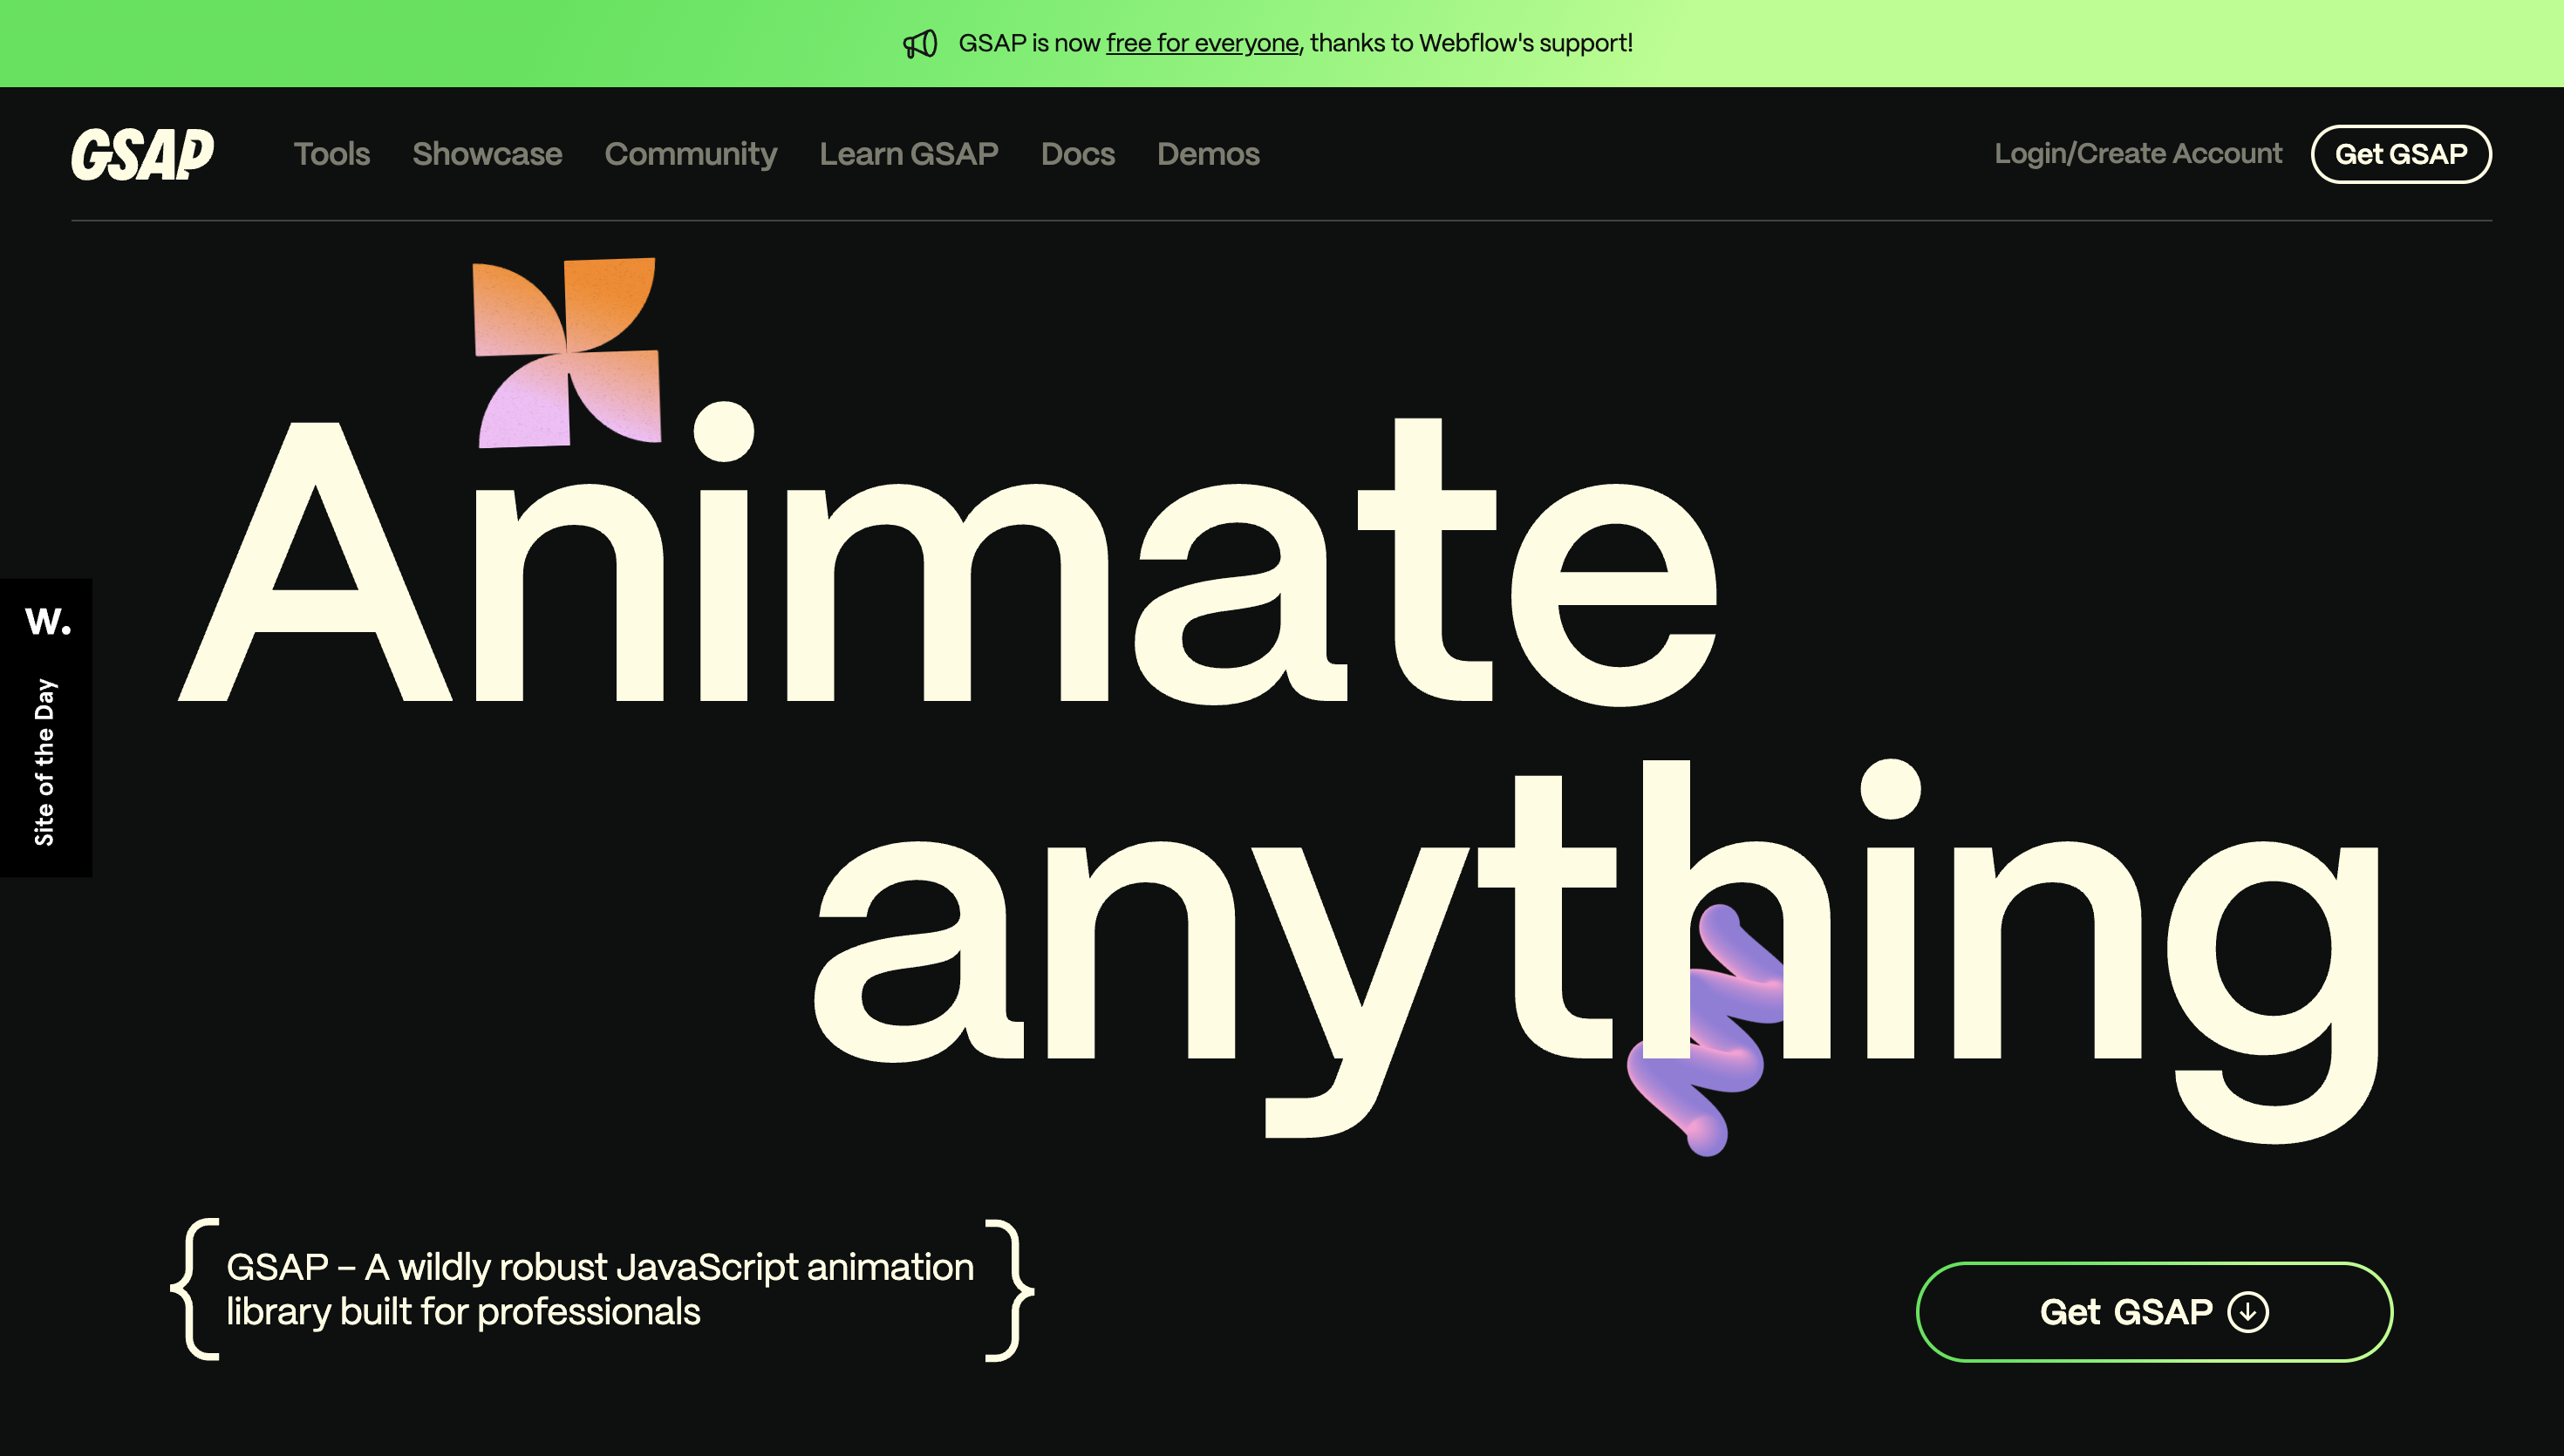 GSAP is now free for everyone, thanks to Webflow's support!
GSAP
Tools
Showcase
Community
Learn GSAP
Docs
Demos
Login/Create Account
Get GSAP
Animate
anything
W.
Site of the Day
{ GSAP – A wildly robust JavaScript animation
library built for professionals }
Get GSAP